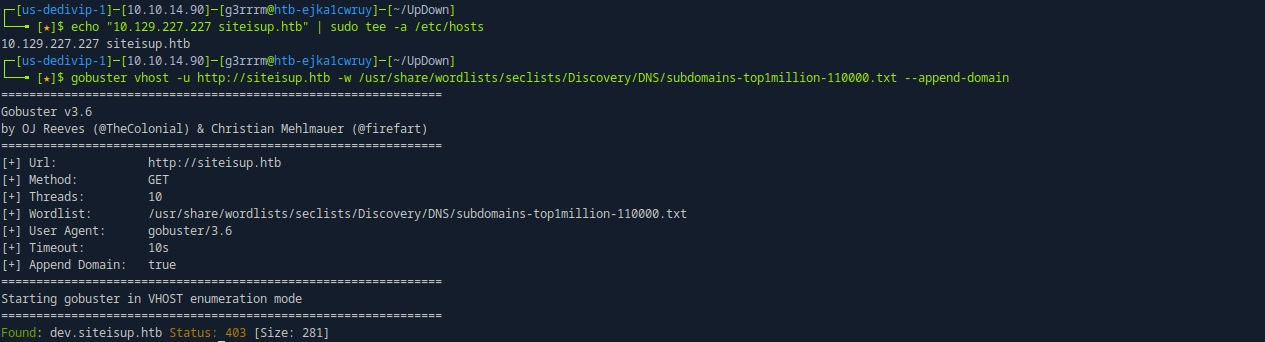 ┌─[us-dedivip-1]─[10.10.14.90]─[g3rrrm@htb-ejka1cwruy]─[~/UpDown]
└──╼ [★]$ echo "10.129.227.227 siteisup.htb" | sudo tee -a /etc/hosts
10.129.227.227 siteisup.htb
┌─[us-dedivip-1]─[10.10.14.90]─[g3rrrm@htb-ejka1cwruy]─[~/UpDown]
└──╼ [★]$ gobuster vhost -u http://siteisup.htb -w /usr/share/wordlists/seclists/Discovery/DNS/subdomains-top1million-110000.txt --append-domain
===============================================================
Gobuster v3.6
by OJ Reeves (@TheColonial) & Christian Mehlmauer (@firefart)
===============================================================
[+] Url:             http://siteisup.htb
[+] Method:          GET
[+] Threads:         10
[+] Wordlist:        /usr/share/wordlists/seclists/Discovery/DNS/subdomains-top1million-110000.txt
[+] User Agent:      gobuster/3.6
[+] Timeout:         10s
[+] Append Domain:   true
===============================================================
Starting gobuster in VHOST enumeration mode
===============================================================
Found: dev.siteisup.htb Status: 403 [Size: 281]